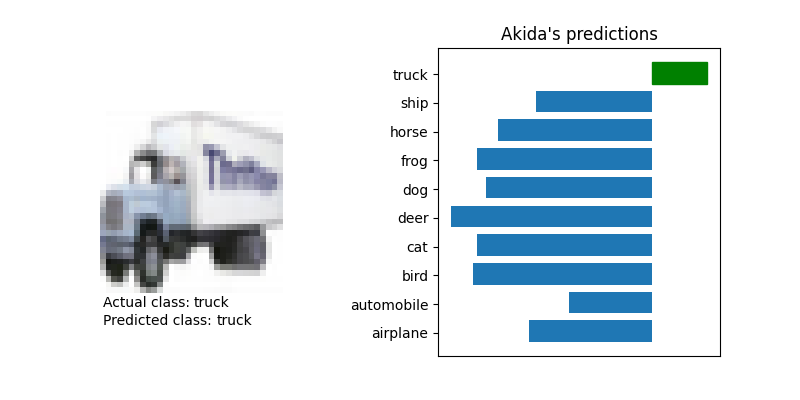 Akida's predictions
truck
ship
horse
frog
dog
deer
cat
bird
automobile
airplane
Actual class: truck
Predicted class: truck